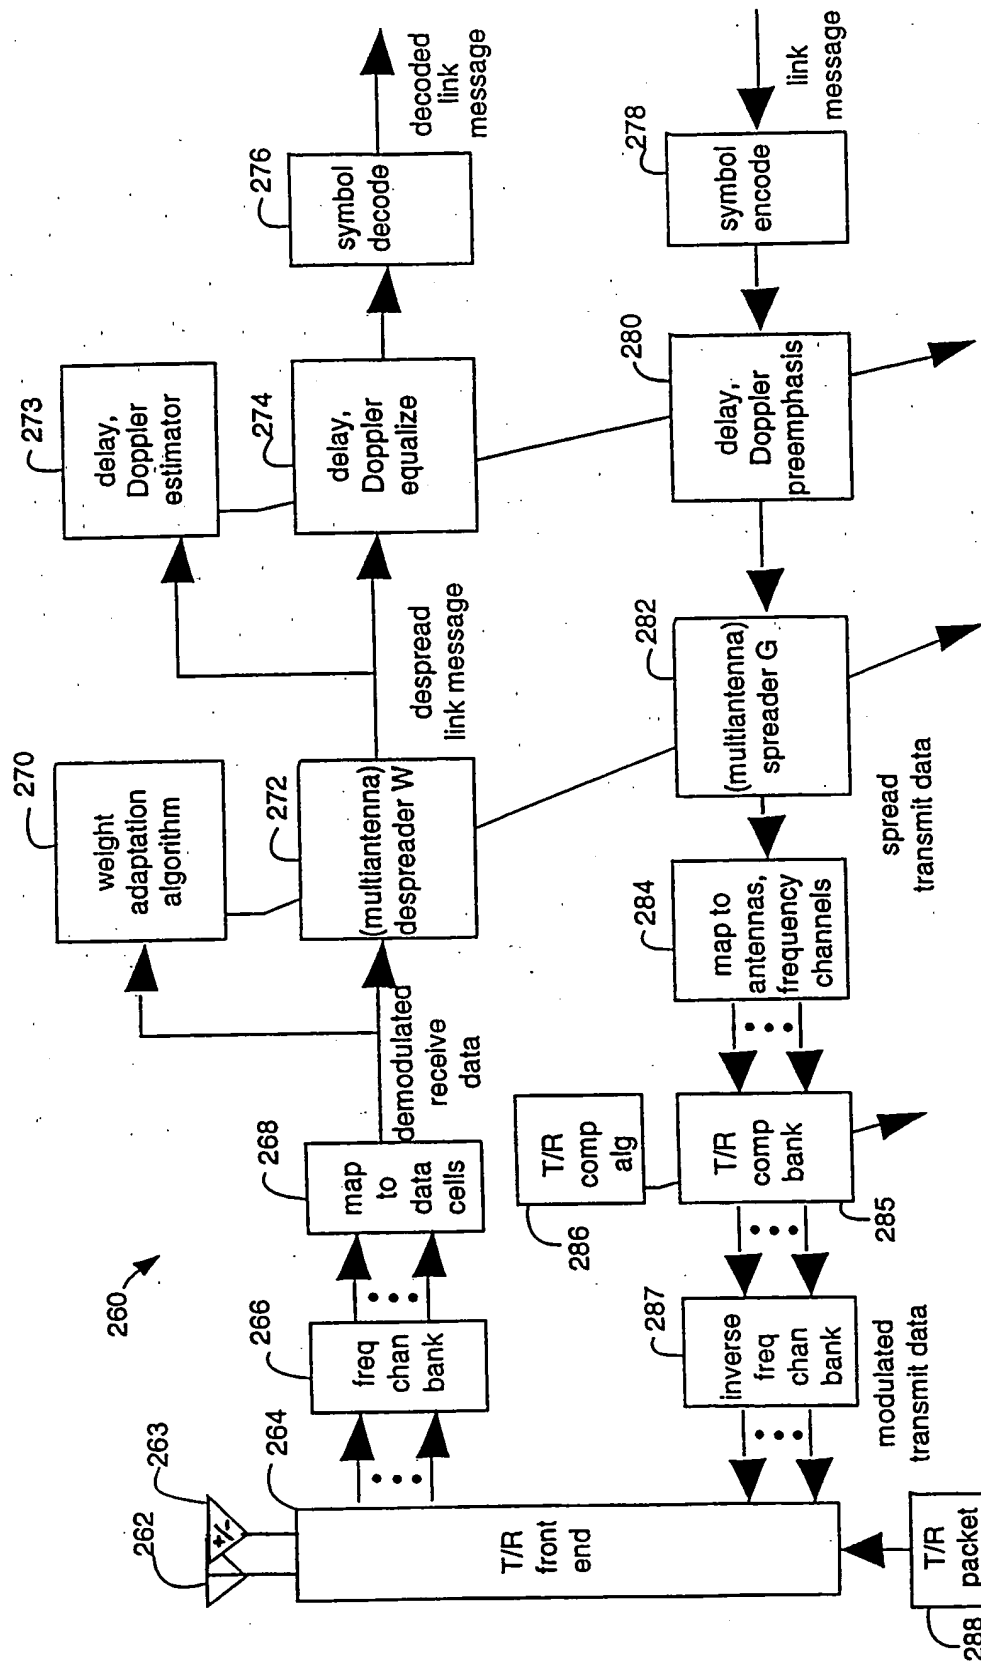 260
262
263
+/-
264
T/R
front
end
266
freq
chan
bank
268
map
to
data
cells
demodulated
receive
data
270
weight
adaptation
algorithm
272
(multiantenna)
despreader W
despread
link message
273
delay,
Doppler
estimator
274
delay,
Doppler
equalize
276
symbol
decode
decoded
link
message
link
message
278
symbol
encode
280
delay,
Doppler
preemphasis
282
(multiantenna)
spreader G
spread
transmit data
284
map to
antennas,
frequency
channels
T/R
comp
alg
286
T/R
comp
bank
285
287
inverse
freq
chan
bank
modulated
transmit data
T/R
packet
288